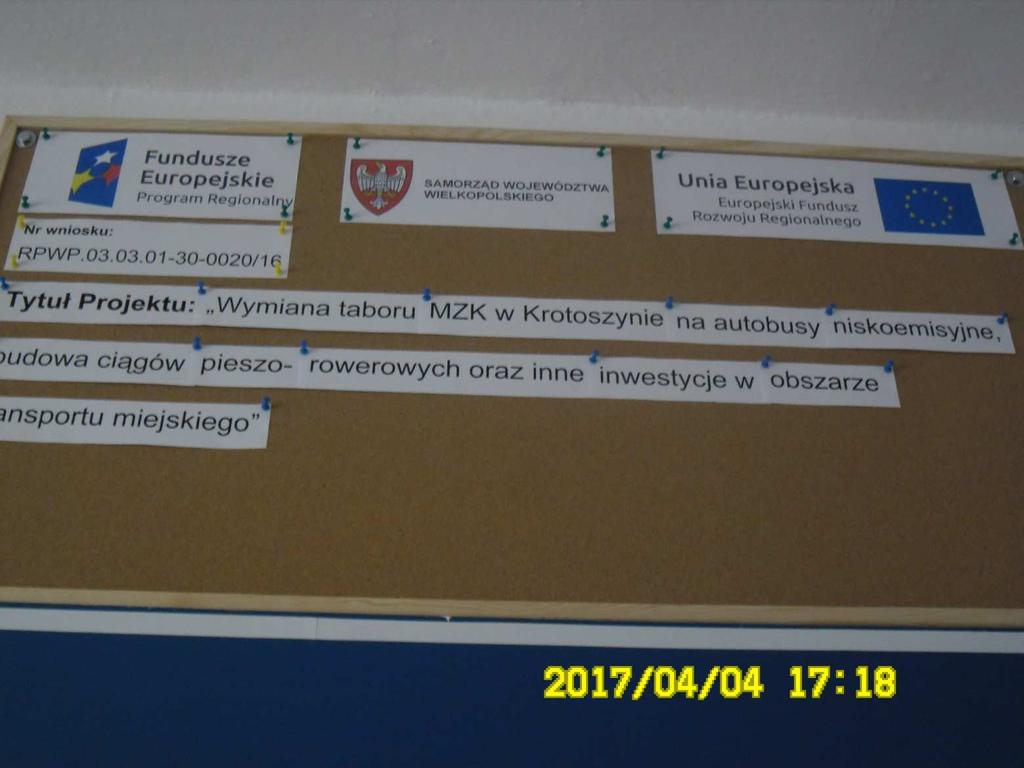 Fundusze
Europejskie
Program Regionalny
SAMORZĄD WOJEWÓDZTWA
WIELKOPOLSKIEGO
Unia Europejska
Europejski Fundusz
Rozwoju Regionalnego
Nr wniosku:
RPWP.03.03.01-30-0020/16
Tytuł Projektu: „Wymiana taboru MZK w Krotoszynie na autobusy niskoemisyjne,
budowa ciągów pieszo- rowerowych oraz inne inwestycje w obszarze
ansportu miejskiego”
2017/04/04 17:18